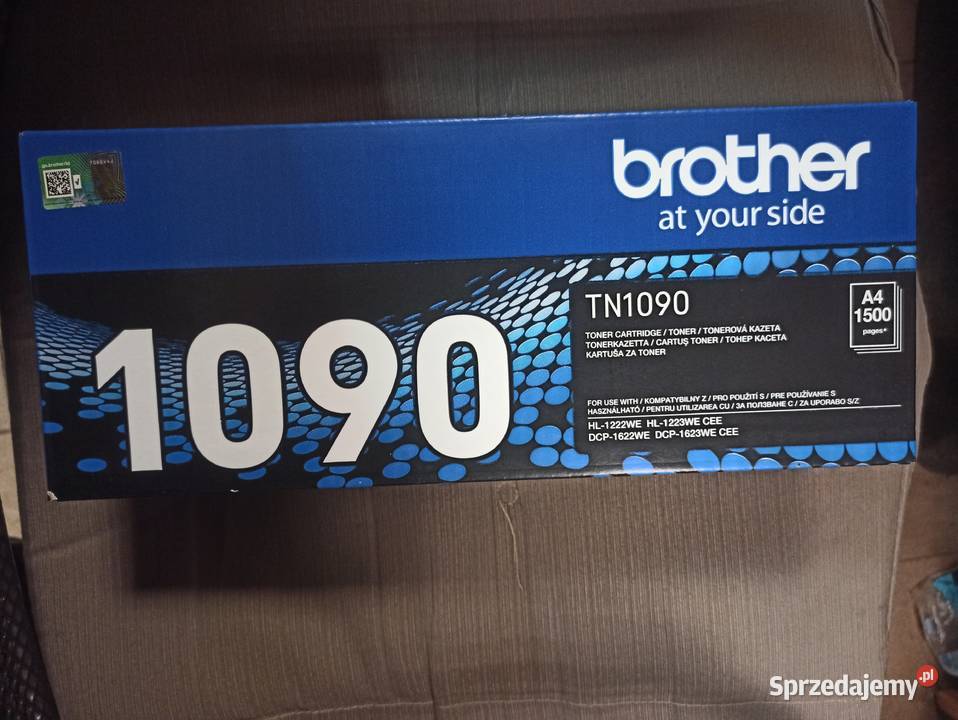 brother
at your side
1090
TN1090
TONER CARTRIDGE / TONER / TONEROVÁ KAZETA
TONERKAZETTA / CARTUȘ TONER / ТОНЕР КАСЕТА
KARTUŠA ZA TONER
A4
1500
pages*
FOR USE WITH / KOMPATYBILNY Z / PRO POUŽITÍ S / PRE POUŽÍVANIE S
HASZNÁLHATÓ / PENTRU UTILIZAREA CU / ЗА ПОЛЗВАНЕ С / ZA UPORABO S/Z
HL-1222WE HL-1223WE CEE
DCP-1622WE DCP-1623WE CEE
Sprzedajemy.pl